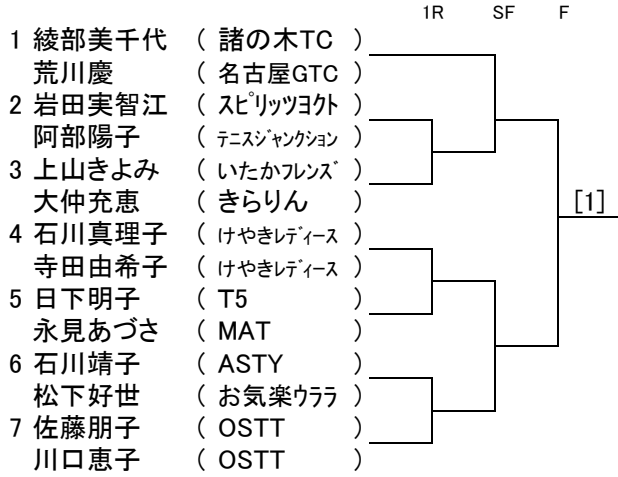 1R SF F
1 綾部美千代 ( 諸の木TC )
荒川慶 ( 名古屋GTC )
2 岩田実智江 ( スピリッツヨクト )
阿部陽子 ( テニスジャンクション )
3 上山きよみ ( いたかフレンズ )
大仲充恵 ( きらりん )
[1]
4 石川真理子 ( けやきレディース )
寺田由希子 ( けやきレディース )
5 日下明子 ( T5 )
永見あづさ ( MAT )
6 石川靖子 ( ASTY )
松下好世 ( お気楽ウララ )
7 佐藤朋子 ( OSTT )
川口恵子 ( OSTT )